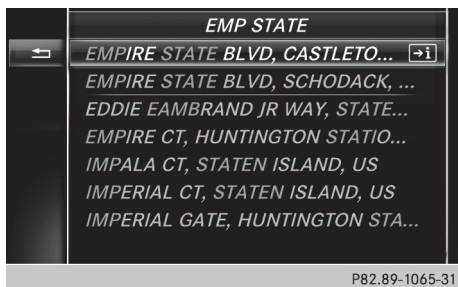 EMP STATE
EMPIRE STATE BLVD, CASTLETO... →i
EMPIRE STATE BLVD, SCHODACK, ...
EDDIE EAMBRAND JR WAY, STATE...
EMPIRE CT, HUNTINGTON STATIO...
IMPALA CT, STATEN ISLAND, US
IMPERIAL CT, STATEN ISLAND, US
IMPERIAL GATE, HUNTINGTON STA...
P82.89-1065-31